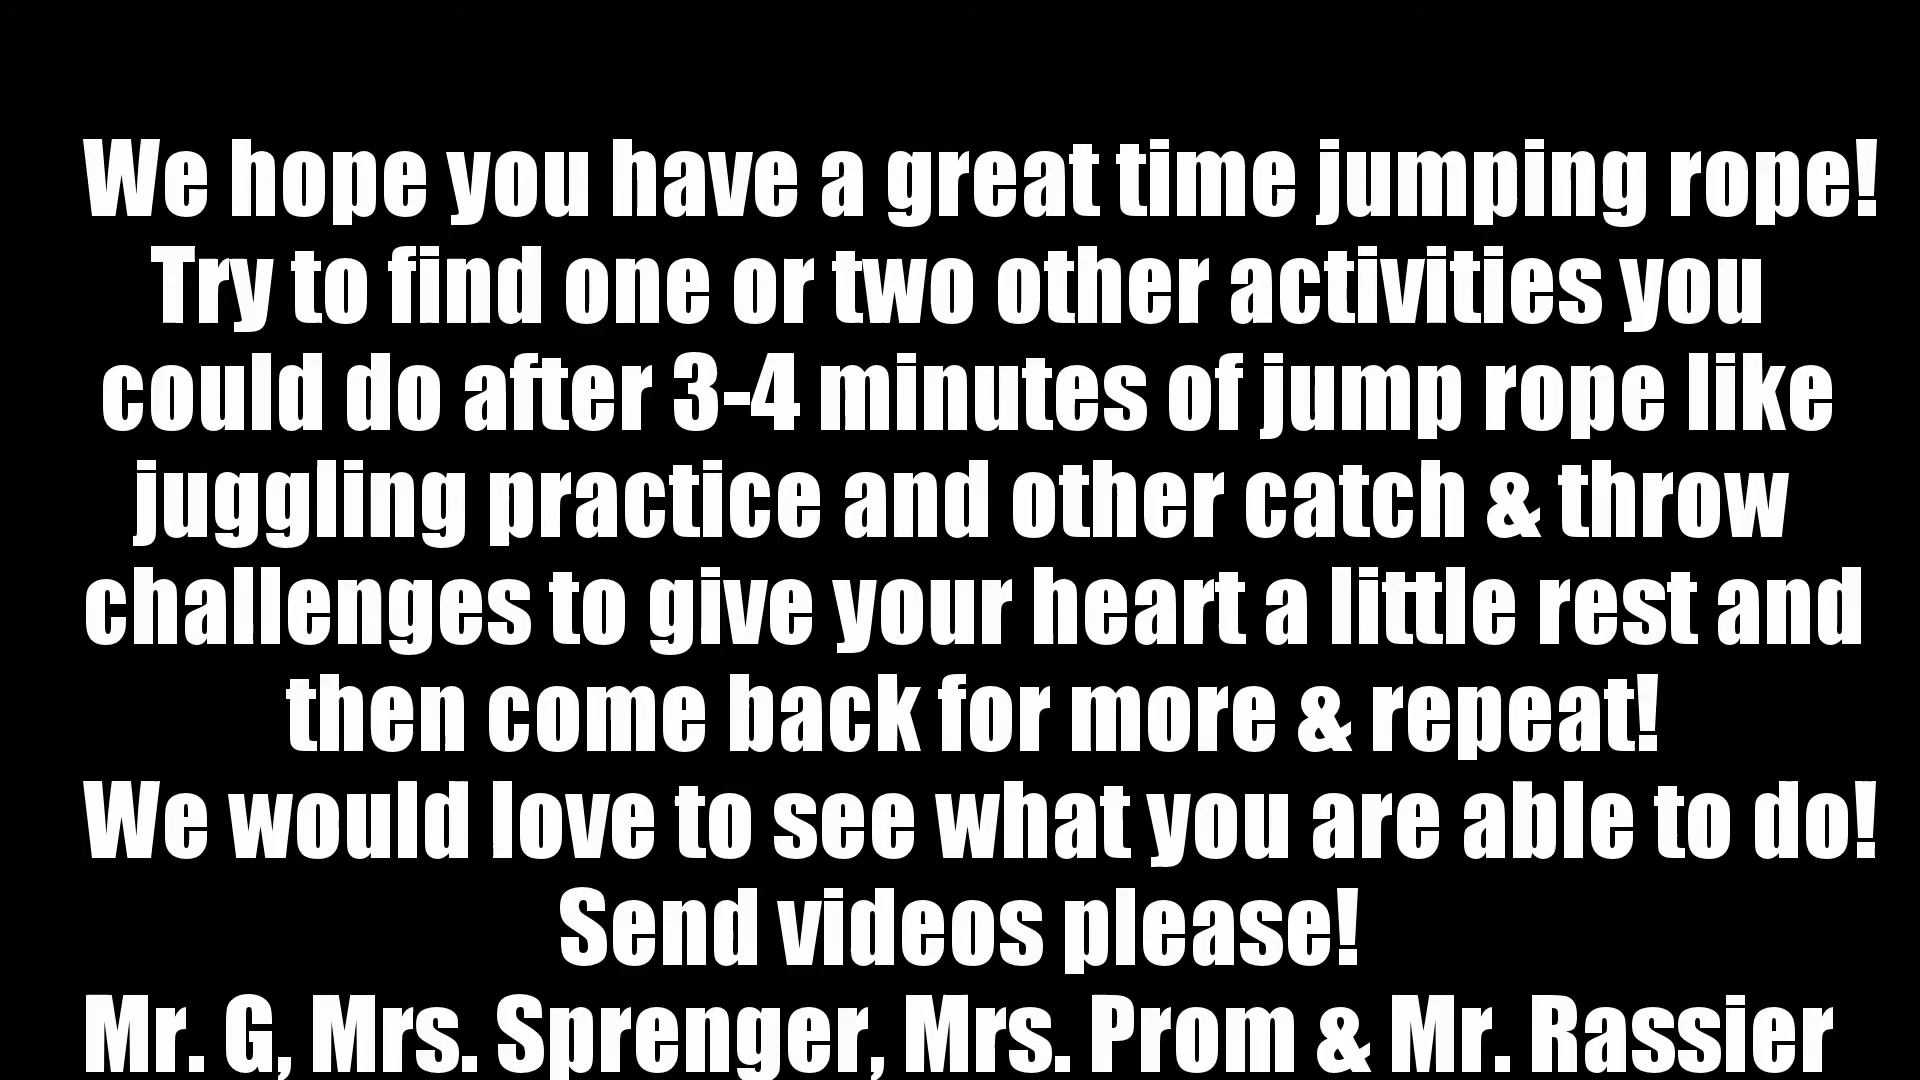 We hope you have a great time jumping rope!
Try to find one or two other activities you
could do after 3-4 minutes of jump rope like
juggling practice and other catch & throw
challenges to give your heart a little rest and
then come back for more & repeat!
We would love to see what you are able to do!
Send videos please!
Mr. G, Mrs. Sprenger, Mrs. Prom & Mr. Rassier